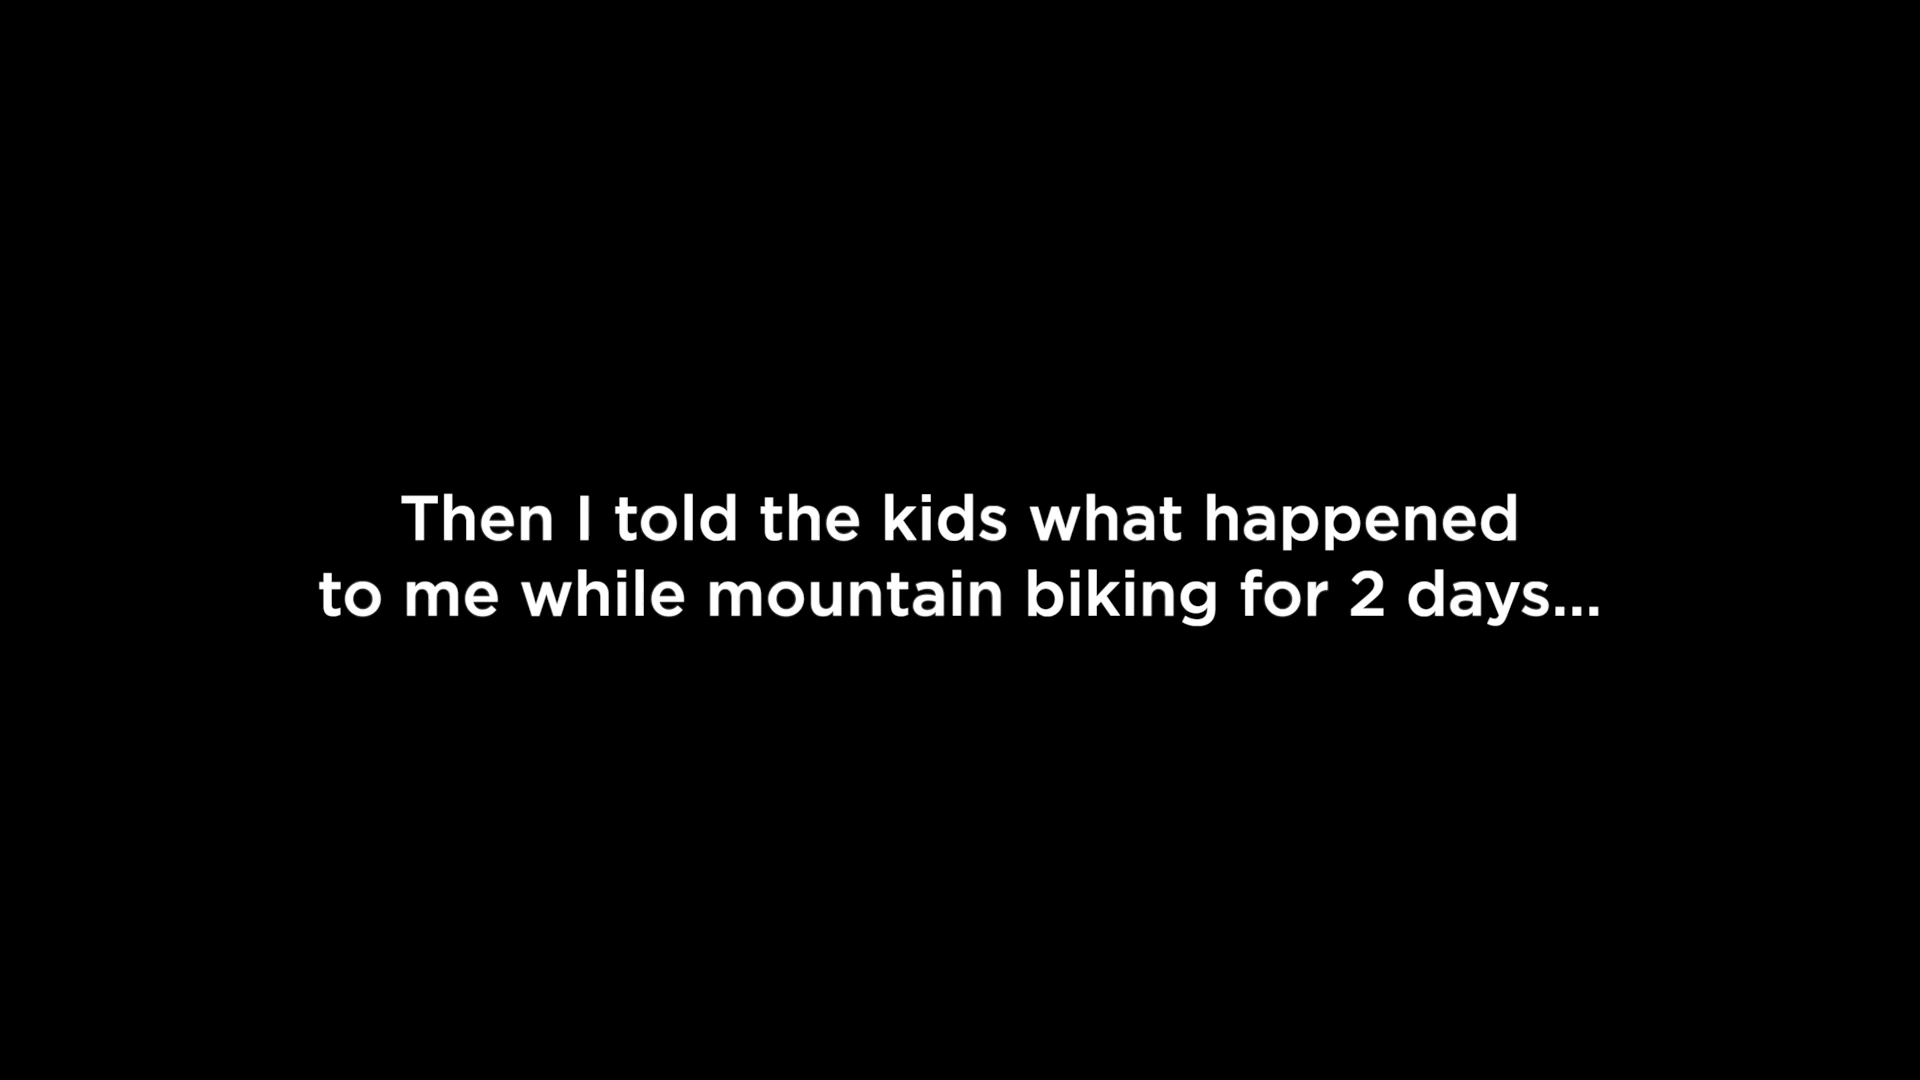 Then I told the kids what happened
to me while mountain biking for 2 days...